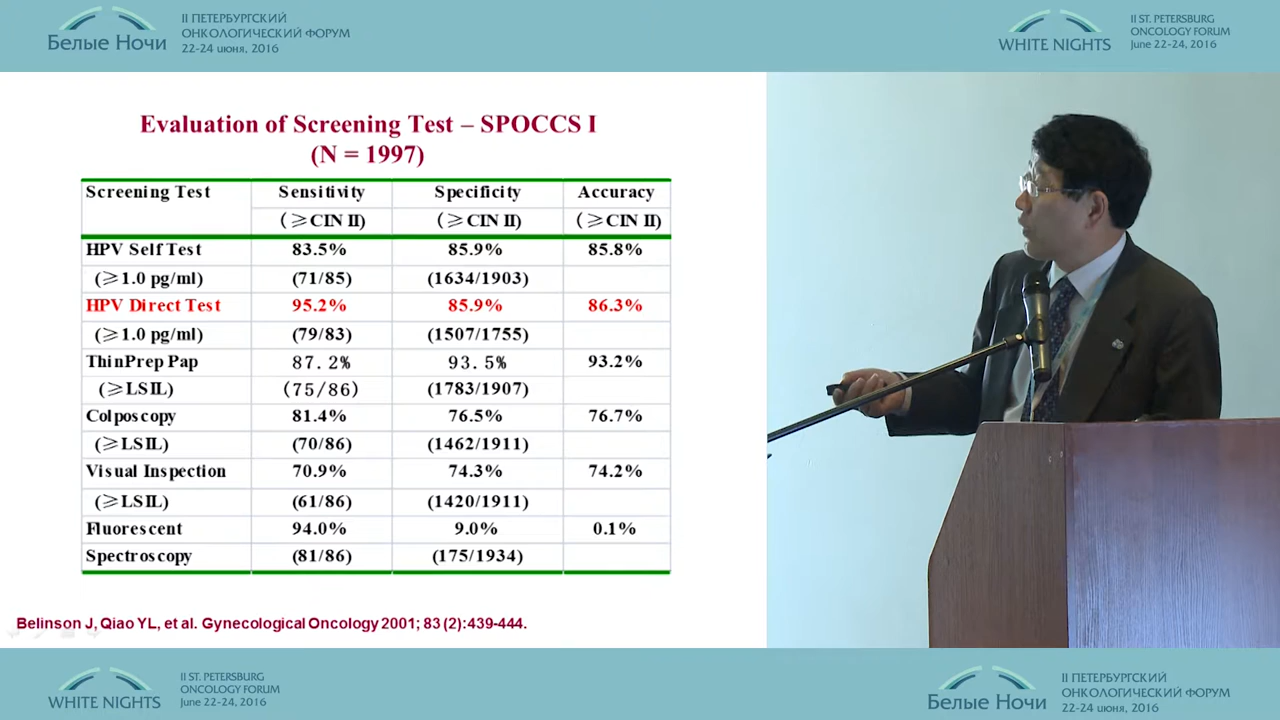 II ПЕТЕРБУРГСКИЙ
ОНКОЛОГИЧЕСКИЙ ФОРУМ
Белые Ночи
22-24 июня, 2016
II ST. PETERSBURG
ONCOLOGY FORUM
WHITE NIGHTS
June 22-24, 2016
Evaluation of Screening Test – SPOCCS I
(N = 1997)
Screening Test Sensitivity Specificity Accuracy
(≥CIN II) (≥CIN II) (≥CIN II)
HPV Self Test 83.5% 85.9% 85.8%
(≥1.0 pg/ml) (71/85) (1634/1903)
HPV Direct Test 95.2% 85.9% 86.3%
(≥1.0 pg/ml) (79/83) (1507/1755)
ThinPrep Pap 87.2% 93.5% 93.2%
(≥LSIL) (75/86) (1783/1907)
Colposcopy 81.4% 76.5% 76.7%
(≥LSIL) (70/86) (1462/1911)
Visual Inspection 70.9% 74.3% 74.2%
(≥LSIL) (61/86) (1420/1911)
Fluorescent 94.0% 9.0% 0.1%
Spectroscopy (81/86) (175/1934)
Belinson J, Qiao YL, et al. Gynecological Oncology 2001; 83 (2):439-444.
II ST. PETERSBURG
ONCOLOGY FORUM
WHITE NIGHTS
June 22-24, 2016
II ПЕТЕРБУРГСКИЙ
ОНКОЛОГИЧЕСКИЙ ФОРУМ
Белые Ночи
22-24 июня, 2016